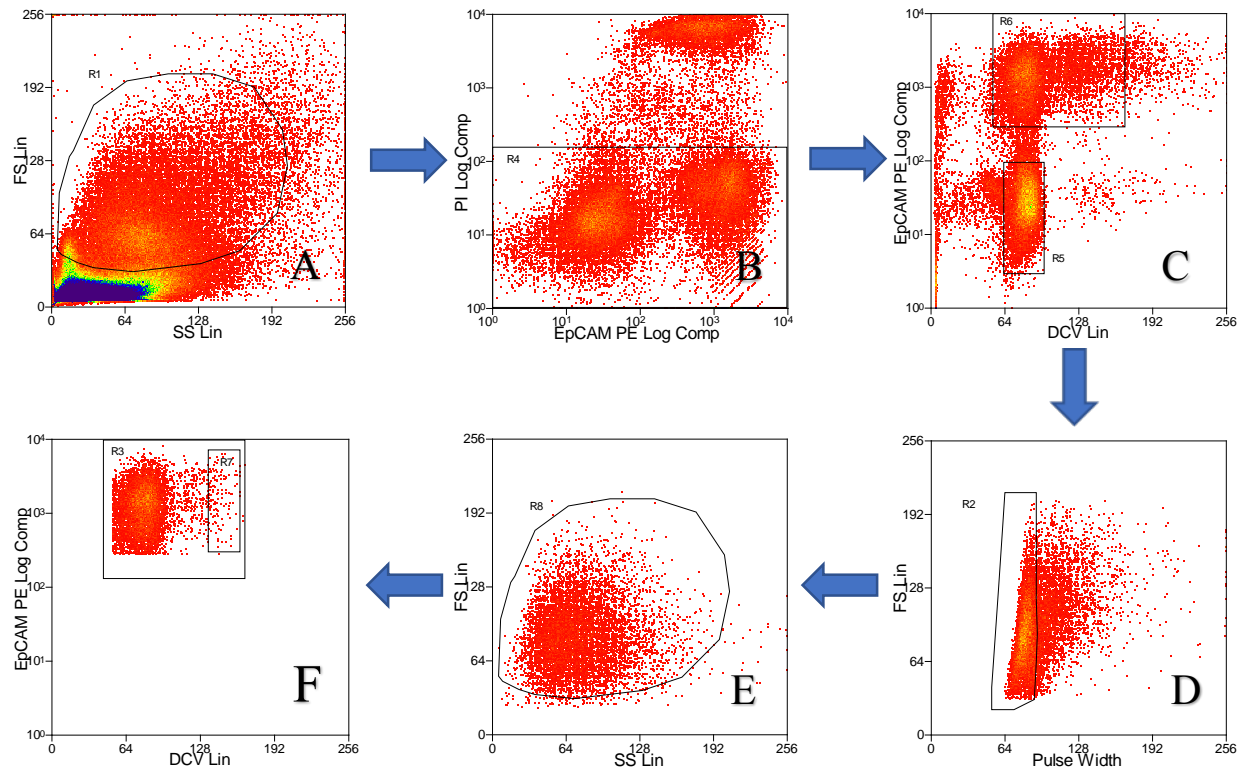 256
192
128
64
0
FS Lin
R1
A
0 64 128 192 256
SS Lin
10⁴
10³
10²
10¹
10⁰
PI Log Comp
R4
B
10⁰ 10¹ 10² 10³ 10⁴
EpCAM PE Log Comp
10⁴
10³
10²
10¹
10⁰
EpCAM PE Log Comp
R6
R5
C
0 64 128 192 256
DCV Lin
10⁴
10³
10²
10¹
10⁰
EpCAM PE Log Comp
R3
R7
F
0 64 128 192 256
DCV Lin
256
192
128
64
0
FS Lin
R8
E
0 64 128 192 256
SS Lin
256
192
128
64
0
FS Lin
R2
D
0 64 128 192 256
Pulse Width